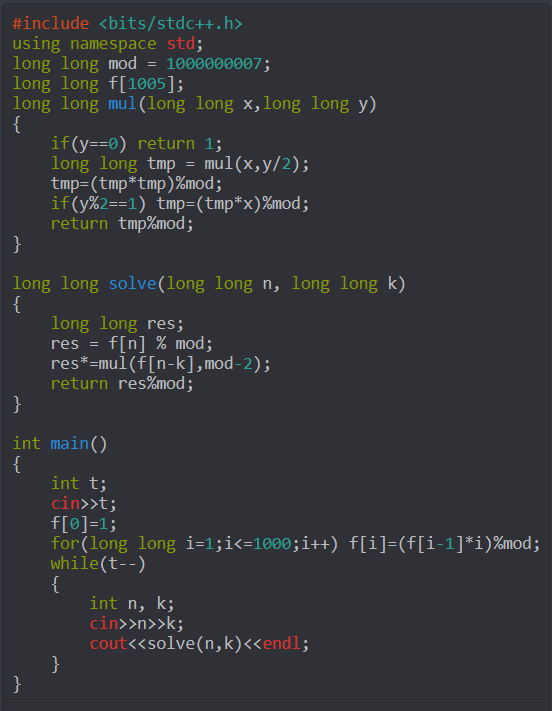 #include <bits/stdc++.h>
using namespace std;
long long mod = 1000000007;
long long f[1005];
long long mul(long long x,long long y)
{
    if(y==0) return 1;
    long long tmp = mul(x,y/2);
    tmp=(tmp*tmp)%mod;
    if(y%2==1) tmp=(tmp*x)%mod;
    return tmp%mod;
}

long long solve(long long n, long long k)
{
    long long res;
    res = f[n] % mod;
    res*=mul(f[n-k],mod-2);
    return res%mod;
}

int main()
{
    int t;
    cin>>t;
    f[0]=1;
    for(long long i=1;i<=1000;i++) f[i]=(f[i-1]*i)%mod;
    while(t--)
    {
        int n, k;
        cin>>n>>k;
        cout<<solve(n,k)<<endl;
    }
}